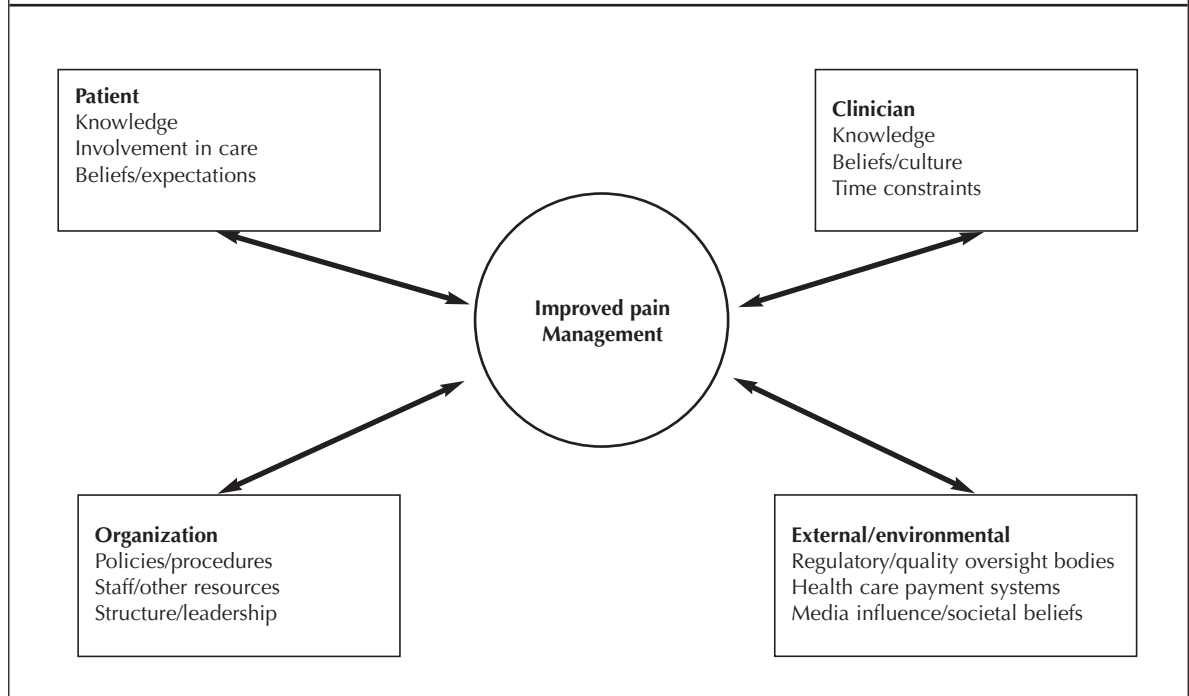 Patient
Knowledge
Involvement in care
Beliefs/expectations
Clinician
Knowledge
Beliefs/culture
Time constraints
Improved pain
Management
Organization
Policies/procedures
Staff/other resources
Structure/leadership
External/environmental
Regulatory/quality oversight bodies
Health care payment systems
Media influence/societal beliefs